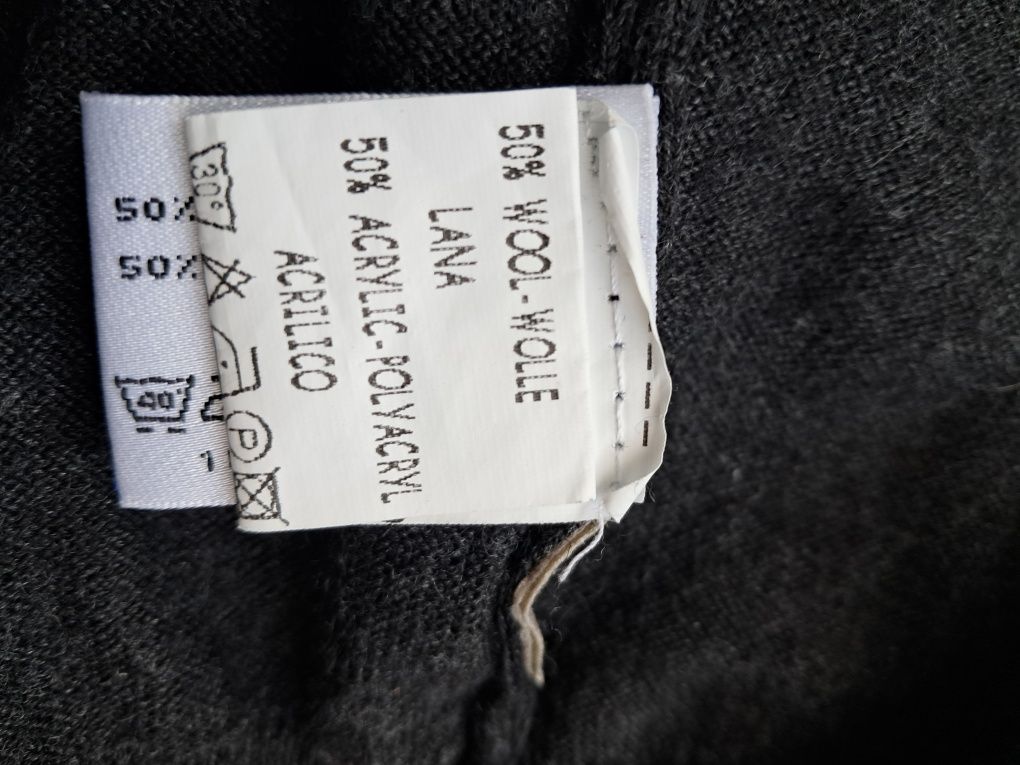 50% WOOL-WOLLE
LANA
50% ACRYLIC-POLYACRYL
ACRILICO
30°
P
50%
50%
40°